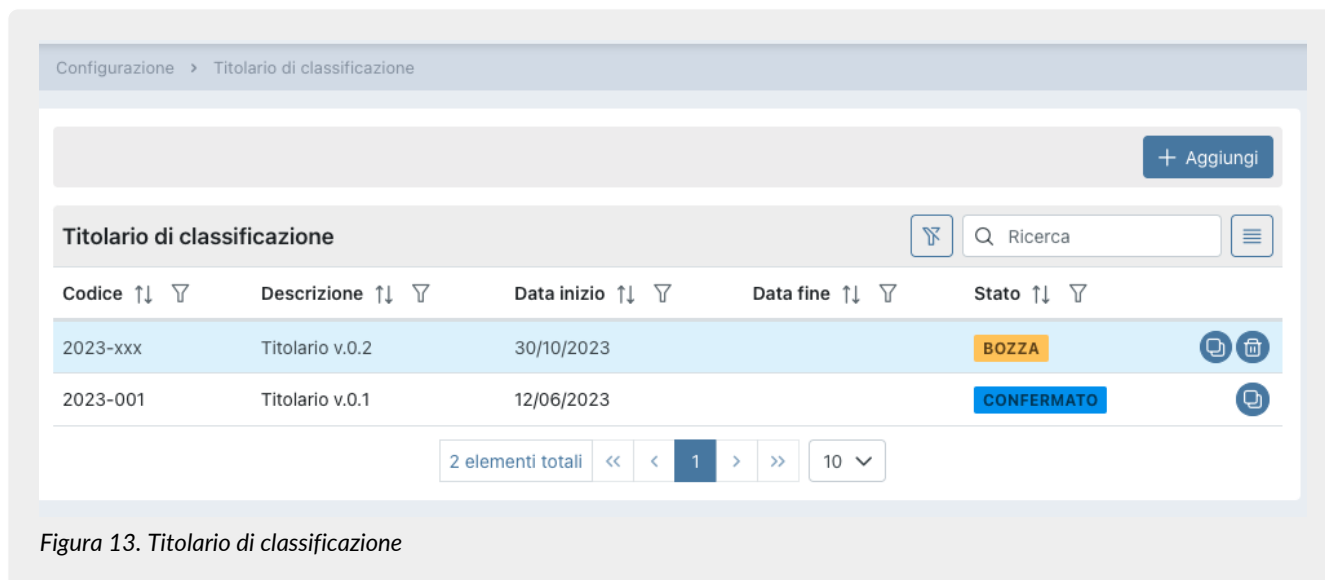 Configurazione > Titolario di classificazione
+ Aggiungi
Titolario di classificazione Ricerca
Codice Descrizione Data inizio Data fine Stato
2023-xxx Titolario v.0.2 30/10/2023 BOZZA
2023-001 Titolario v.0.1 12/06/2023 CONFERMATO
2 elementi totali << < 1 > >> 10
Figura 13. Titolario di classificazione